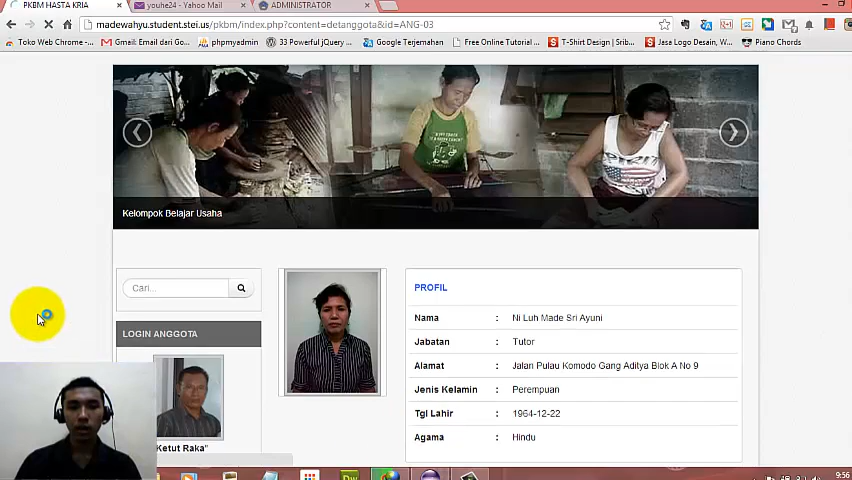 PKBM HASTA KRIA
youhe24 - Yahoo Mail
ADMINISTRATOR
madewahyu.student.stei.us/pkbm/index.php?content=detanggota&id=ANG-03
Toko Web Chrome -...
Gmail: Email dari G...
phpmyadmin
33 Powerful jQuery ...
Google Terjemahan
Free Online Tutorial ...
T-Shirt Design | Srib...
Jasa Logo Desain, W...
Piano Chords
Kelompok Belajar Usaha
Cari...
LOGIN ANGGOTA
Ketut Raka"
PROFIL
Nama : Ni Luh Made Sri Ayuni
Jabatan : Tutor
Alamat : Jalan Pulau Komodo Gang Aditya Blok A No 9
Jenis Kelamin : Perempuan
Tgl Lahir : 1964-12-22
Agama : Hindu
9:56